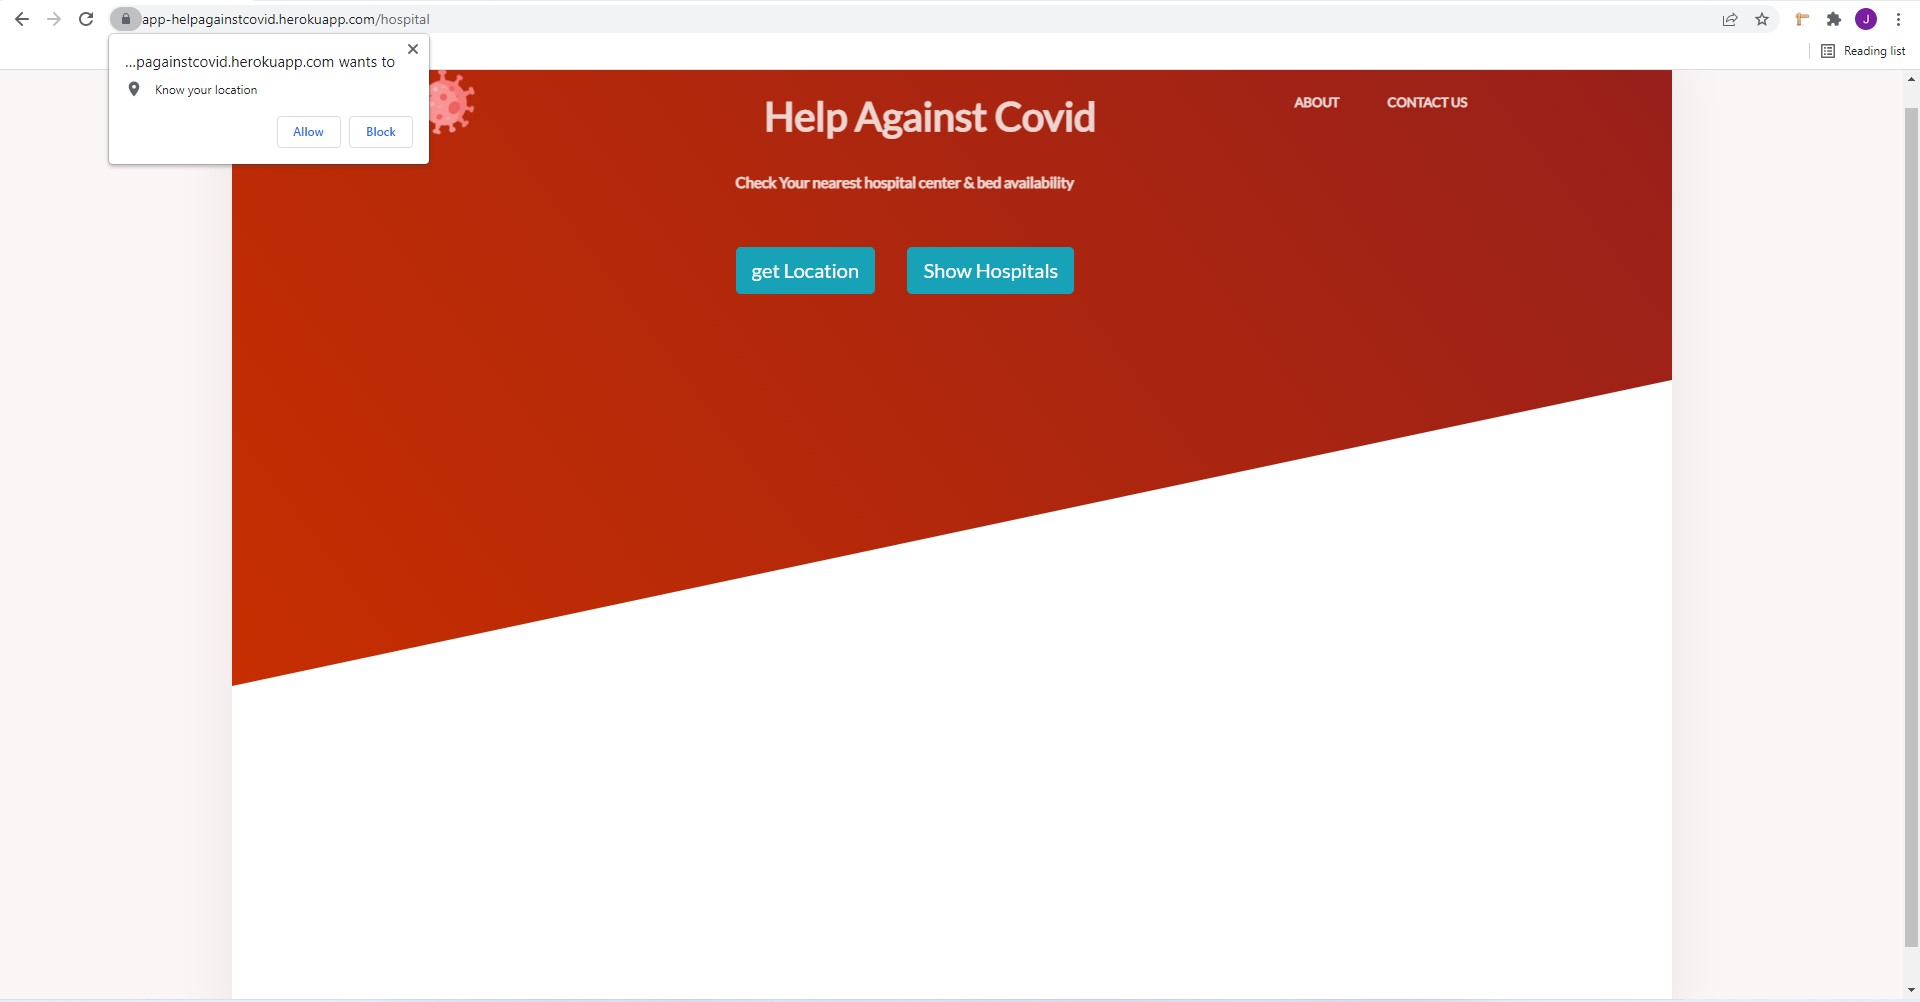 app-helpagainstcovid.herokuapp.com/hospital
J
Reading list
...pagainstcovid.herokuapp.com wants to
Know your location
Allow Block
Help Against Covid
ABOUT CONTACT US
Check Your nearest hospital center & bed availability
get Location Show Hospitals